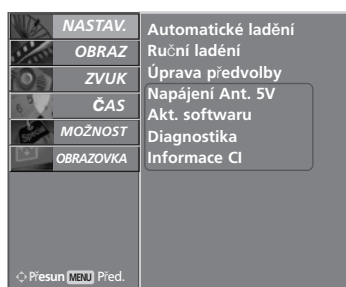 NASTAV.
OBRAZ
ZVUK
ČAS
MOŽNOST
OBRAZOVKA
Přesun MENU Před.
Automatické ladění
Ruční ladéní
Úprava předvolby
Napájení Ant. 5V
Akt. softwaru
Diagnostika
Informace CI